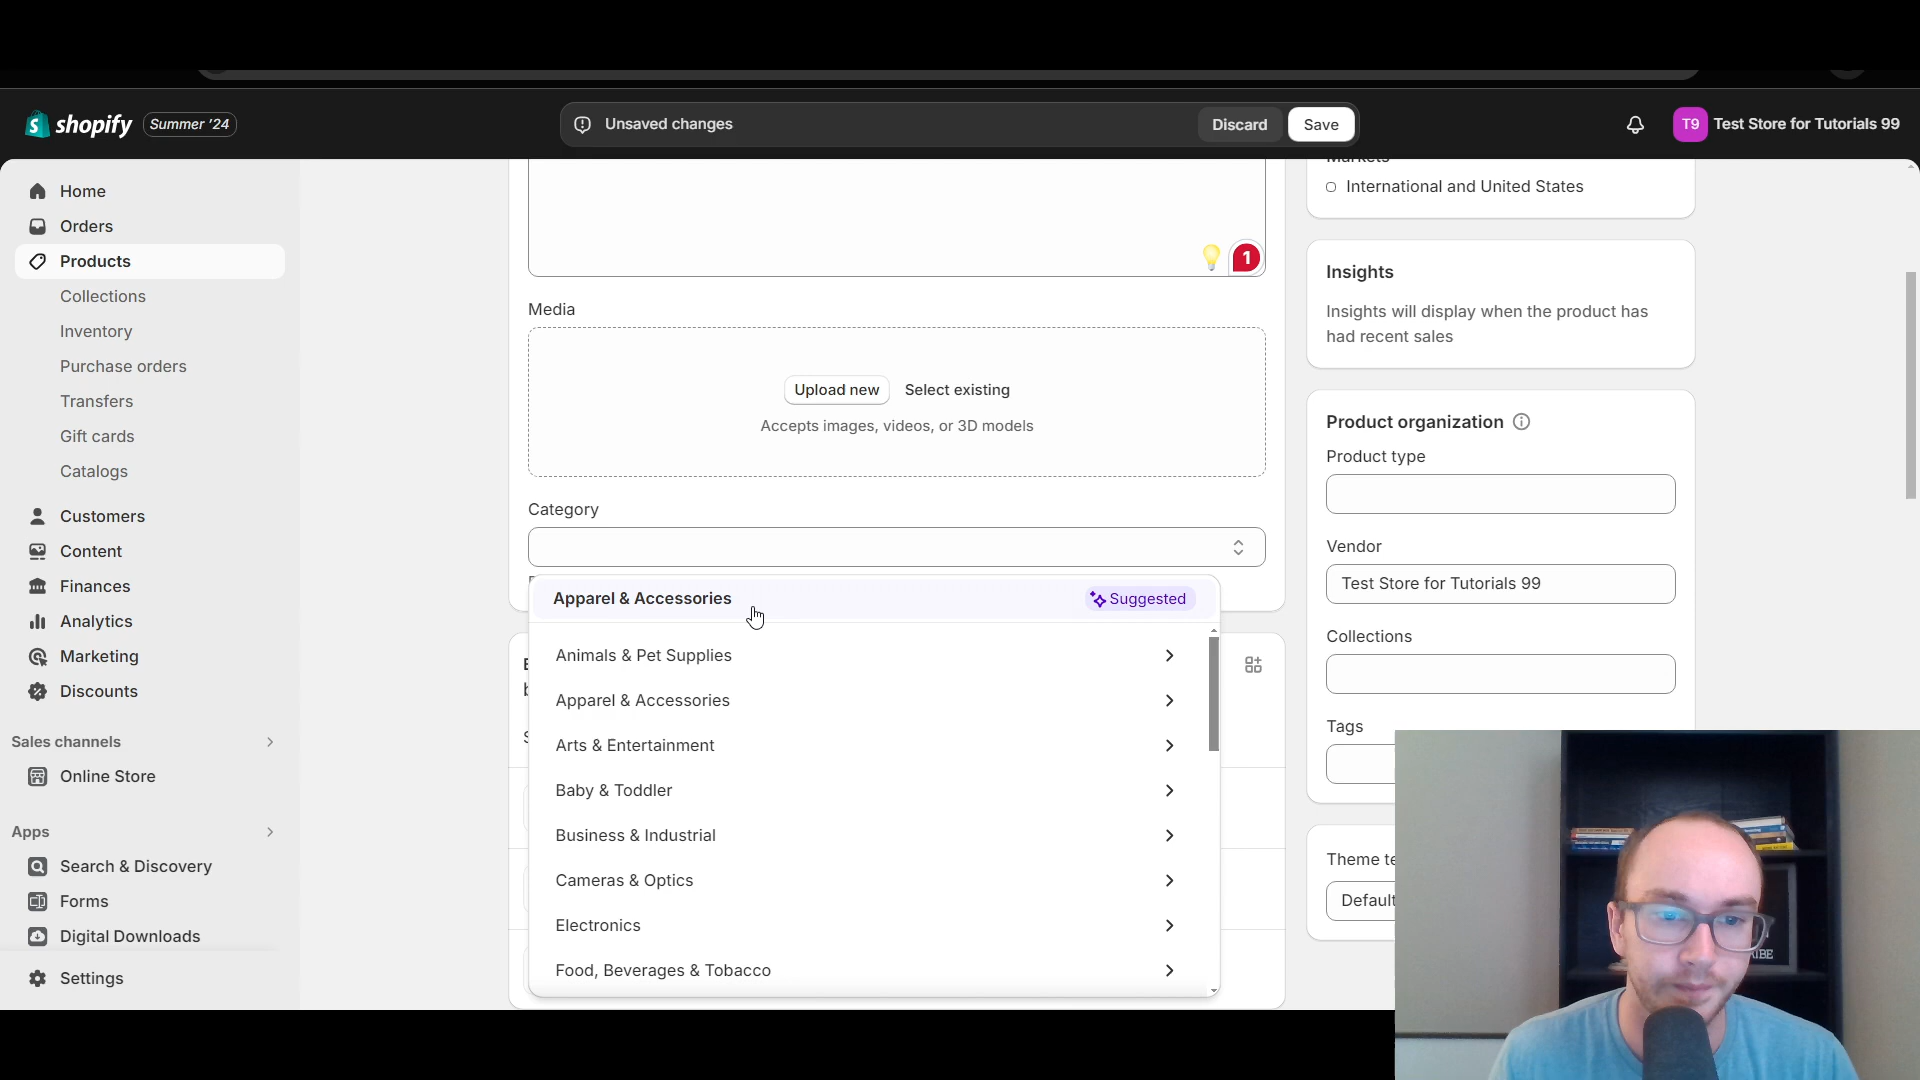 shopify
Summer '24
Unsaved changes
Discard
Save
T9
Test Store for Tutorials 99
Home
Orders
Products
Collections
Inventory
Purchase orders
Transfers
Gift cards
Catalogs
Customers
Content
Finances
Analytics
Marketing
Discounts
Sales channels
Online Store
Apps
Search & Discovery
Forms
Digital Downloads
Settings
1
Media
Upload new
Select existing
Accepts images, videos, or 3D models
Category
Apparel & Accessories
Suggested
Animals & Pet Supplies
Apparel & Accessories
Arts & Entertainment
Baby & Toddler
Business & Industrial
Cameras & Optics
Electronics
Food, Beverages & Tobacco
Markets
International and United States
Insights
Insights will display when the product has
had recent sales
Product organization
Product type
Vendor
Test Store for Tutorials 99
Collections
Tags
Theme te
Default